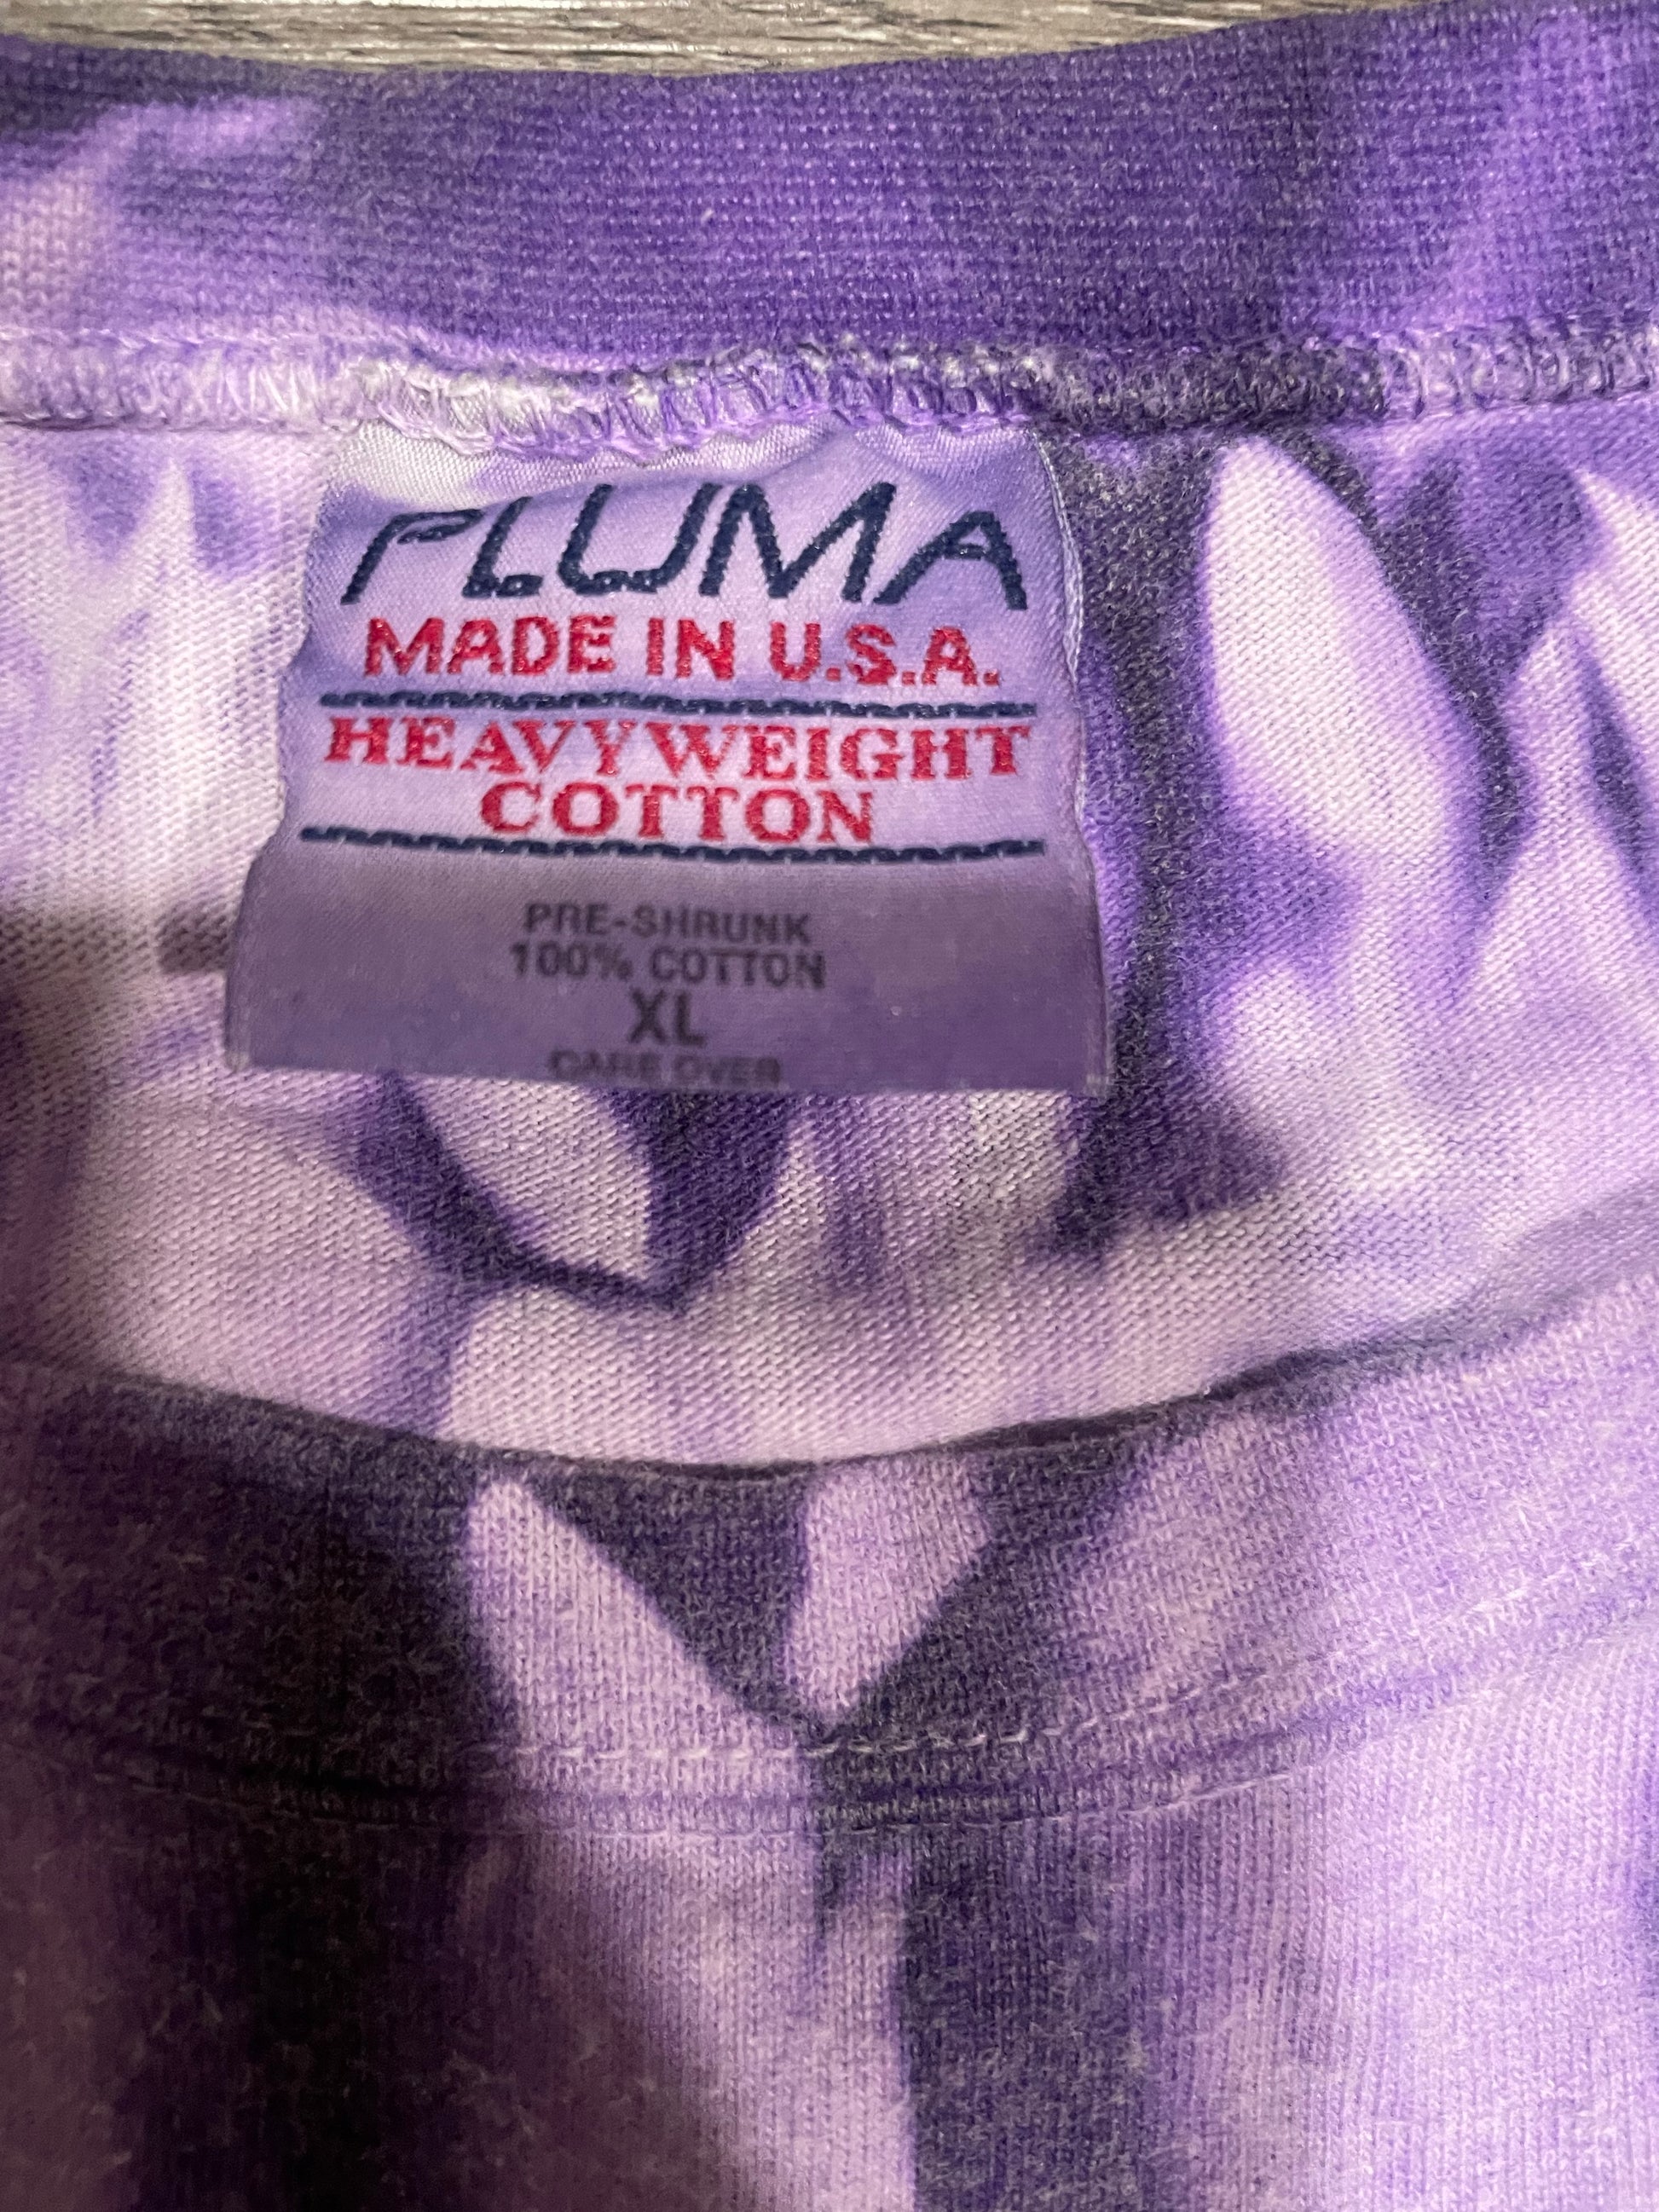 PLUMA
MADE IN U.S.A.
HEAVYWEIGHT
COTTON
PRE-SHRUNK
100% COTTON
XL
CARE OVER